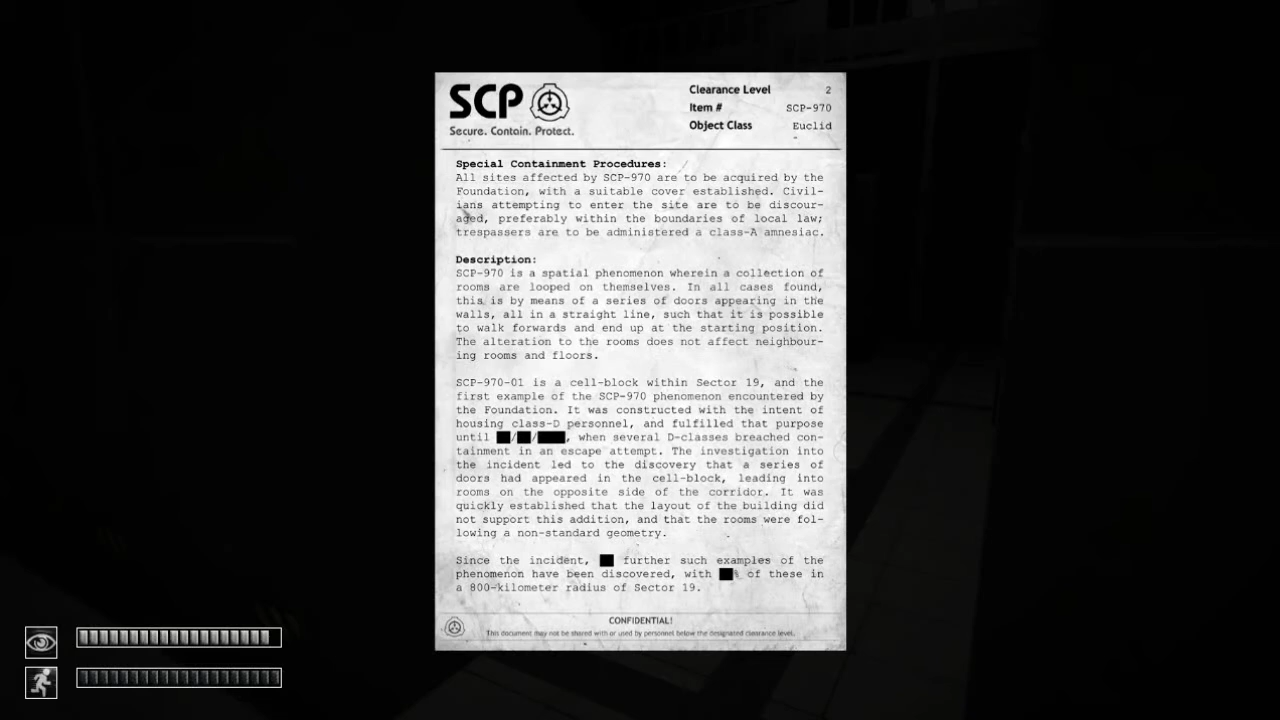 SCP
Secure. Contain. Protect.
Clearance Level 2
Item # SCP-970
Object Class Euclid
Special Containment Procedures:
All sites affected by SCP-970 are to be acquired by the
Foundation, with a suitable cover established. Civil-
ians attempting to enter the site are to be discour-
aged, preferably within the boundaries of local law;
trespassers are to be administered a class-A amnesiac.
Description:
SCP-970 is a spatial phenomenon wherein a collection of
rooms are looped on themselves. In all cases found,
this is by means of a series of doors appearing in the
walls, all in a straight line, such that it is possible
to walk forwards and end up at the starting position.
The alteration to the rooms does not affect neighbour-
ing rooms and floors.
SCP-970-01 is a cell-block within Sector 19, and the
first example of the SCP-970 phenomenon encountered by
the Foundation. It was constructed with the intent of
housing class-D personnel, and fulfilled that purpose
until ██/██/████, when several D-classes breached con-
tainment in an escape attempt. The investigation into
the incident led to the discovery that a series of
doors had appeared in the cell-block, leading into
rooms on the opposite side of the corridor. It was
quickly established that the layout of the building did
not support this addition, and that the rooms were fol-
lowing a non-standard geometry.
Since the incident, ██ further such examples of the
phenomenon have been discovered, with ██% of these in
a 800-kilometer radius of Sector 19.
CONFIDENTIAL!
This document may not be shared with or used by personnel below the designated clearance level.